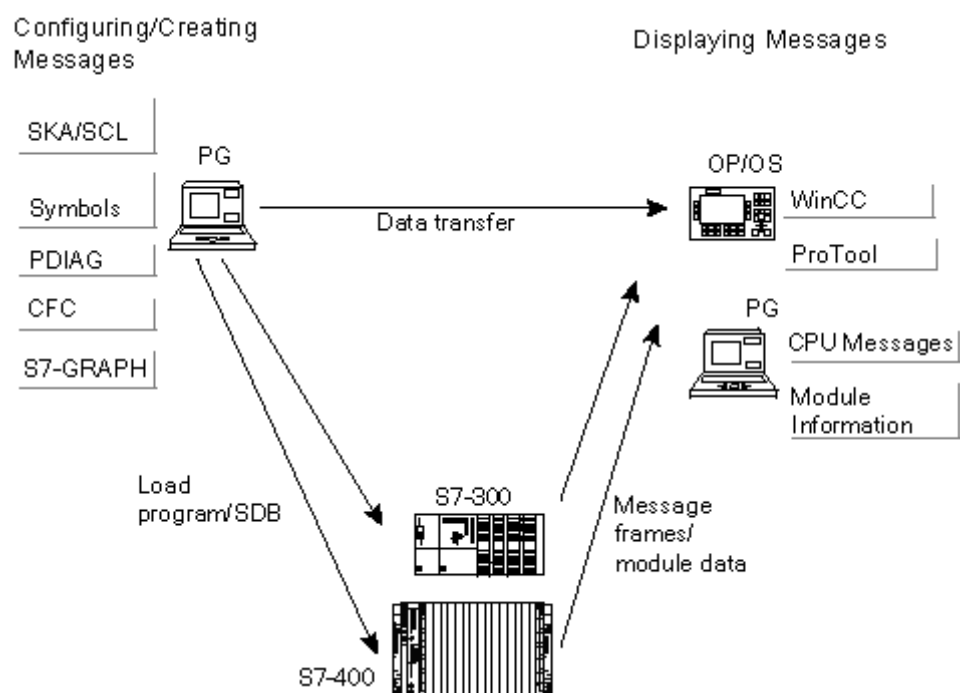 Configuring/Creating
Messages
Displaying Messages
SKA/SCL
PG
OP/OS
Symbols
WinCC
Data transfer
PDIAG
ProTool
CFC
PG
S7-GRAPH
CPU Messages
Module
Information
Load
program/SDB
S7-300
Message
frames/
module data
S7-400